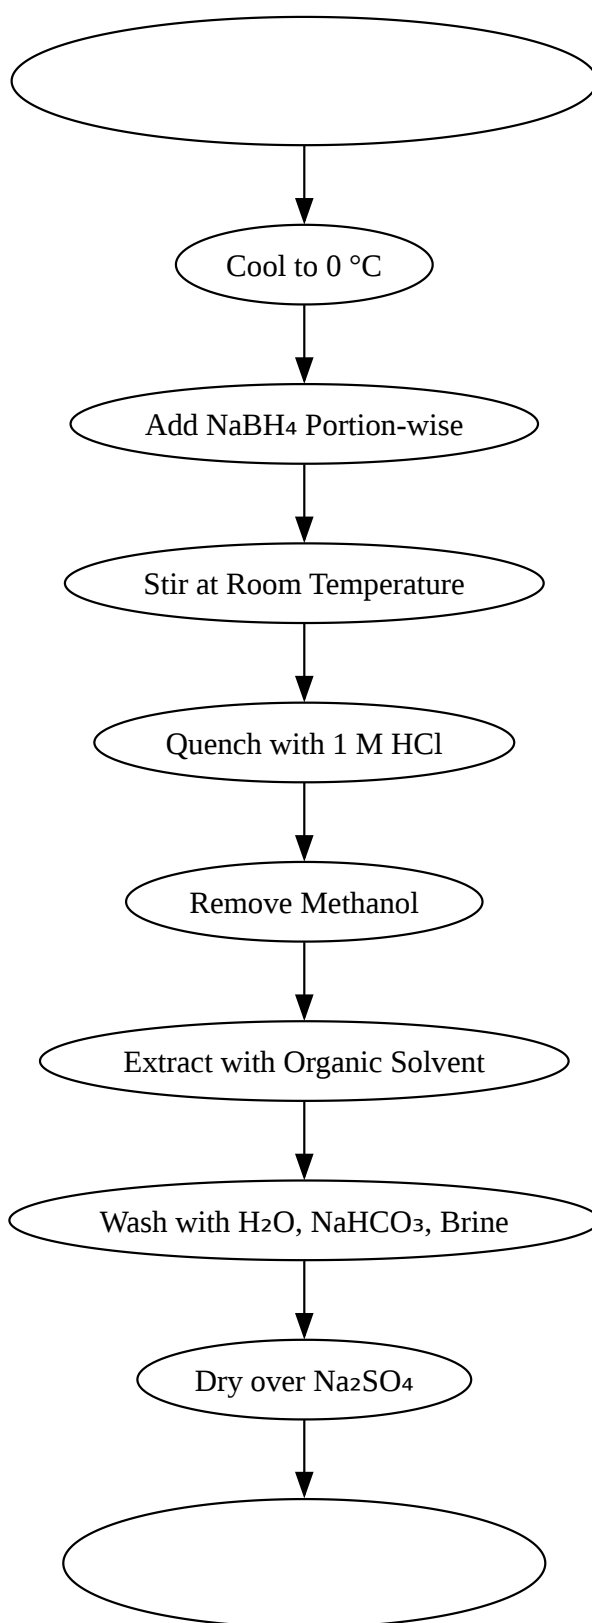 Cool to 0 °C
Add NaBH₄ Portion-wise
Stir at Room Temperature
Quench with 1 M HCl
Remove Methanol
Extract with Organic Solvent
Wash with H₂O, NaHCO₃, Brine
Dry over Na₂SO₄